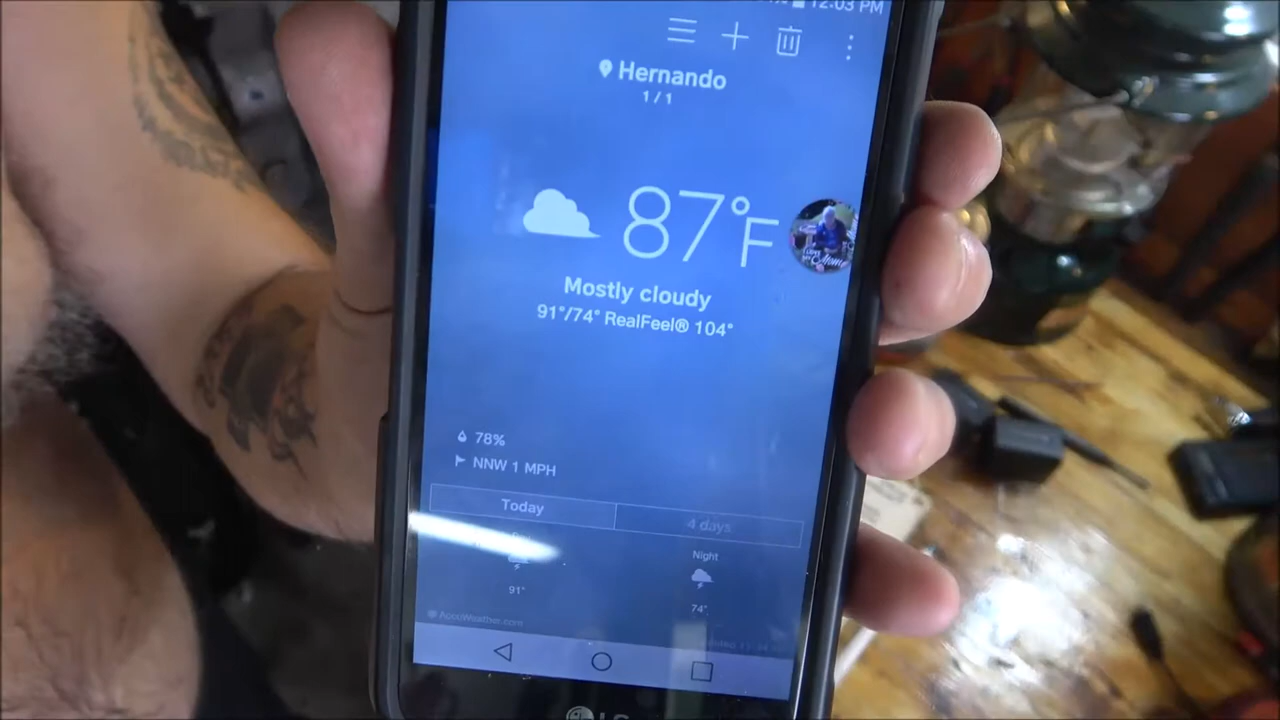 12:03 PM
Hernando
1 / 1
87°F
Mostly cloudy
91°/74° RealFeel® 104°
78%
NNW 1 MPH
Today
4 days
Night
91°
74°
AccuWeather.com
LG